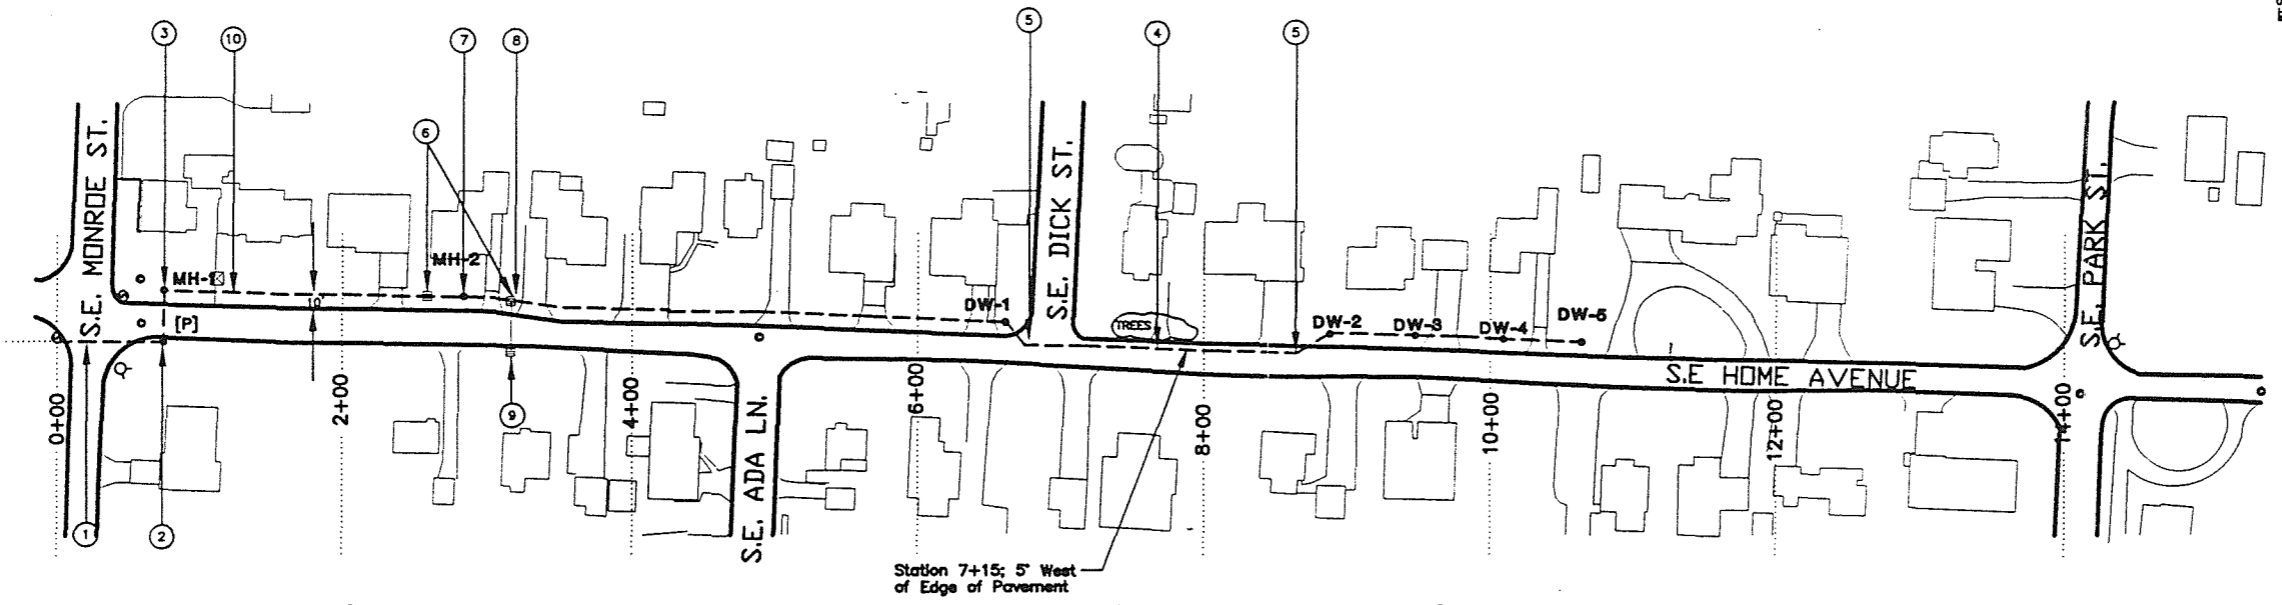 3
10
7
8
5
4
5
6
S.E. MONROE ST.
S.E. DICK ST.
S.E. PARK ST.
MH-1
MH-2
10'
[P]
DW-1
TREES
DW-2
DW-3
DW-4
DW-5
S.E HOME AVENUE
0+00
2+00
4+00
6+00
8+00
10+00
12+00
14+00
9
S.E. ADA LN.
1
2
Station 7+15; 5' West
of Edge of Pavement